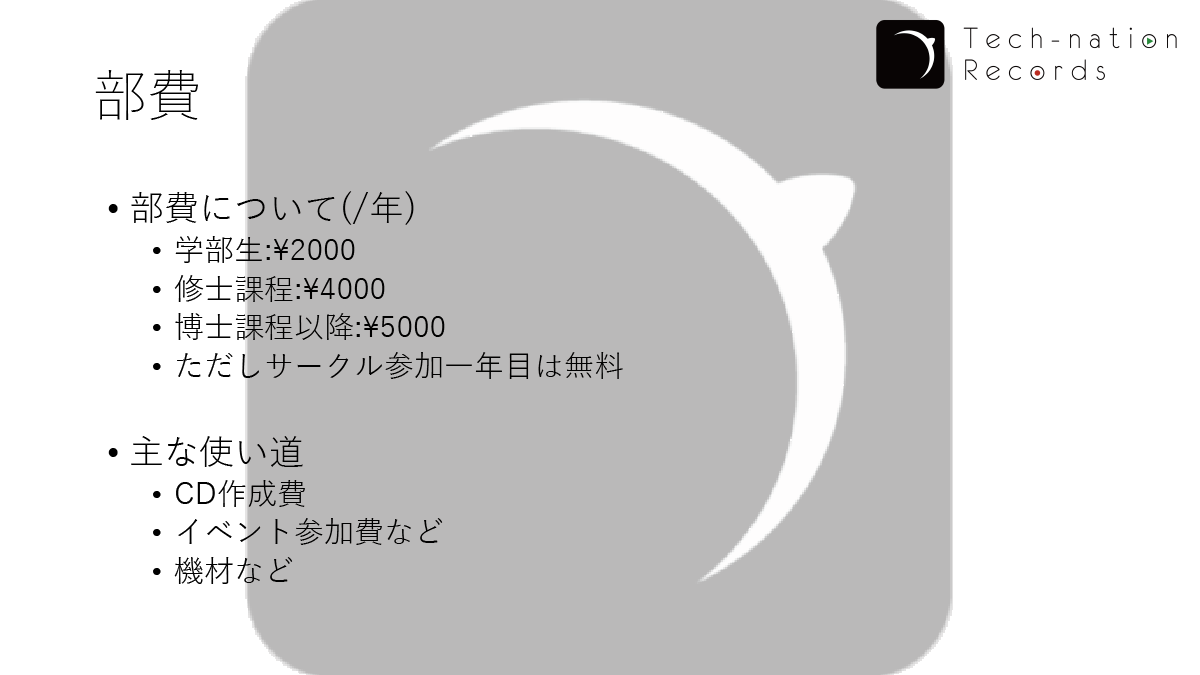 Tech-nation
Records
部費
• 部費について(/年)
• 学部生:¥2000
• 修士課程:¥4000
• 博士課程以降:¥5000
• ただしサークル参加一年目は無料
• 主な使い道
• CD作成費
• イベント参加費など
• 機材など